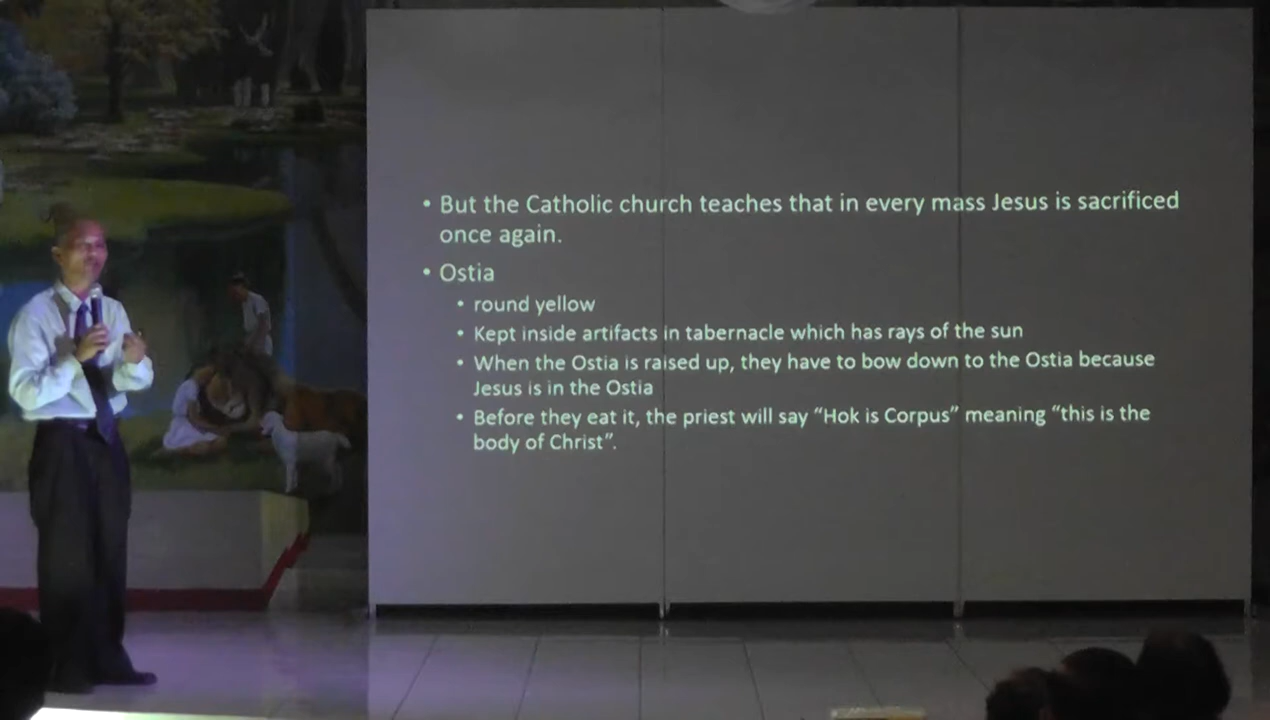 • But the Catholic church teaches that in every mass Jesus is sacrificed
once again.
• Ostia
• round yellow
• Kept inside artifacts in tabernacle which has rays of the sun
• When the Ostia is raised up, they have to bow down to the Ostia because
Jesus is in the Ostia
• Before they eat it, the priest will say “Hok is Corpus” meaning “this is the
body of Christ”.